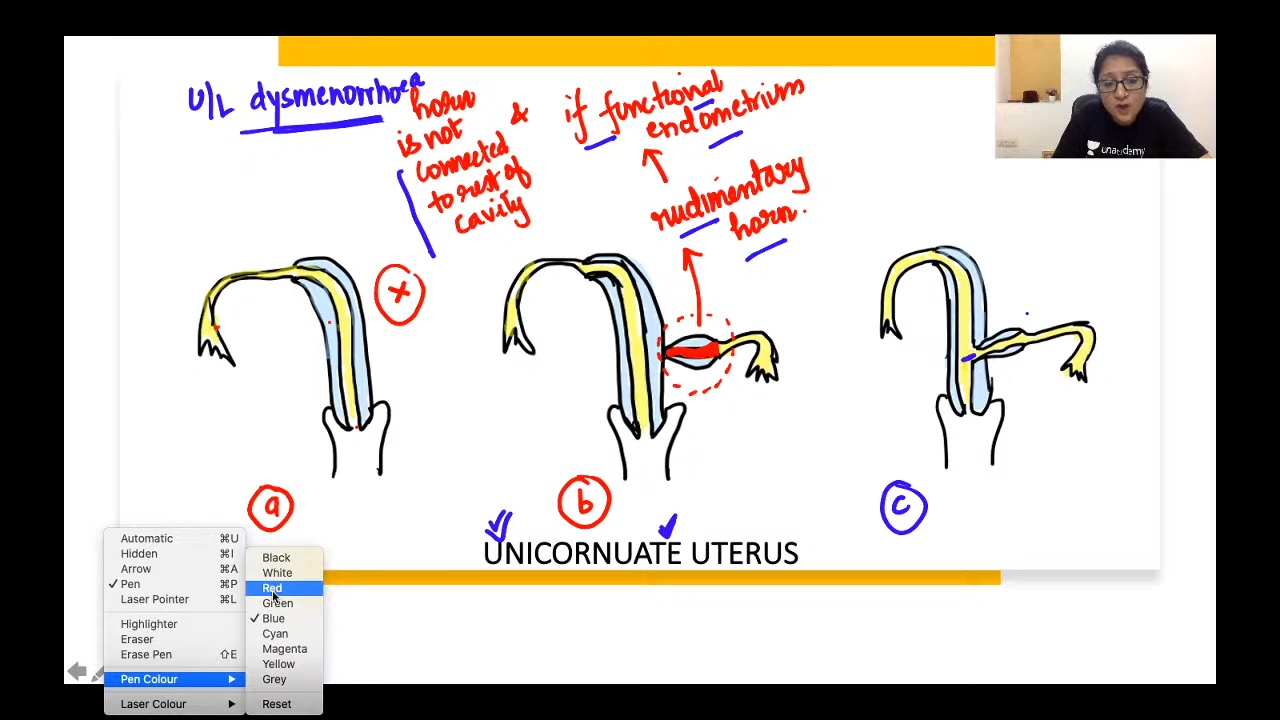 U/L dysmenorrhoea
horn
is not
connected
to rest of
cavity
&
if functional
endometrium
rudimentary
horn.
unacademy
a
b
c
UNICORNUATE UTERUS
Automatic ⌘U
Hidden ⌘I
Arrow ⌘A
✓ Pen ⌘P
Laser Pointer ⌘L
Highlighter
Eraser
Erase Pen ⇧E
Pen Colour
Laser Colour
Black
White
Red
Green
✓ Blue
Cyan
Magenta
Yellow
Grey
Reset